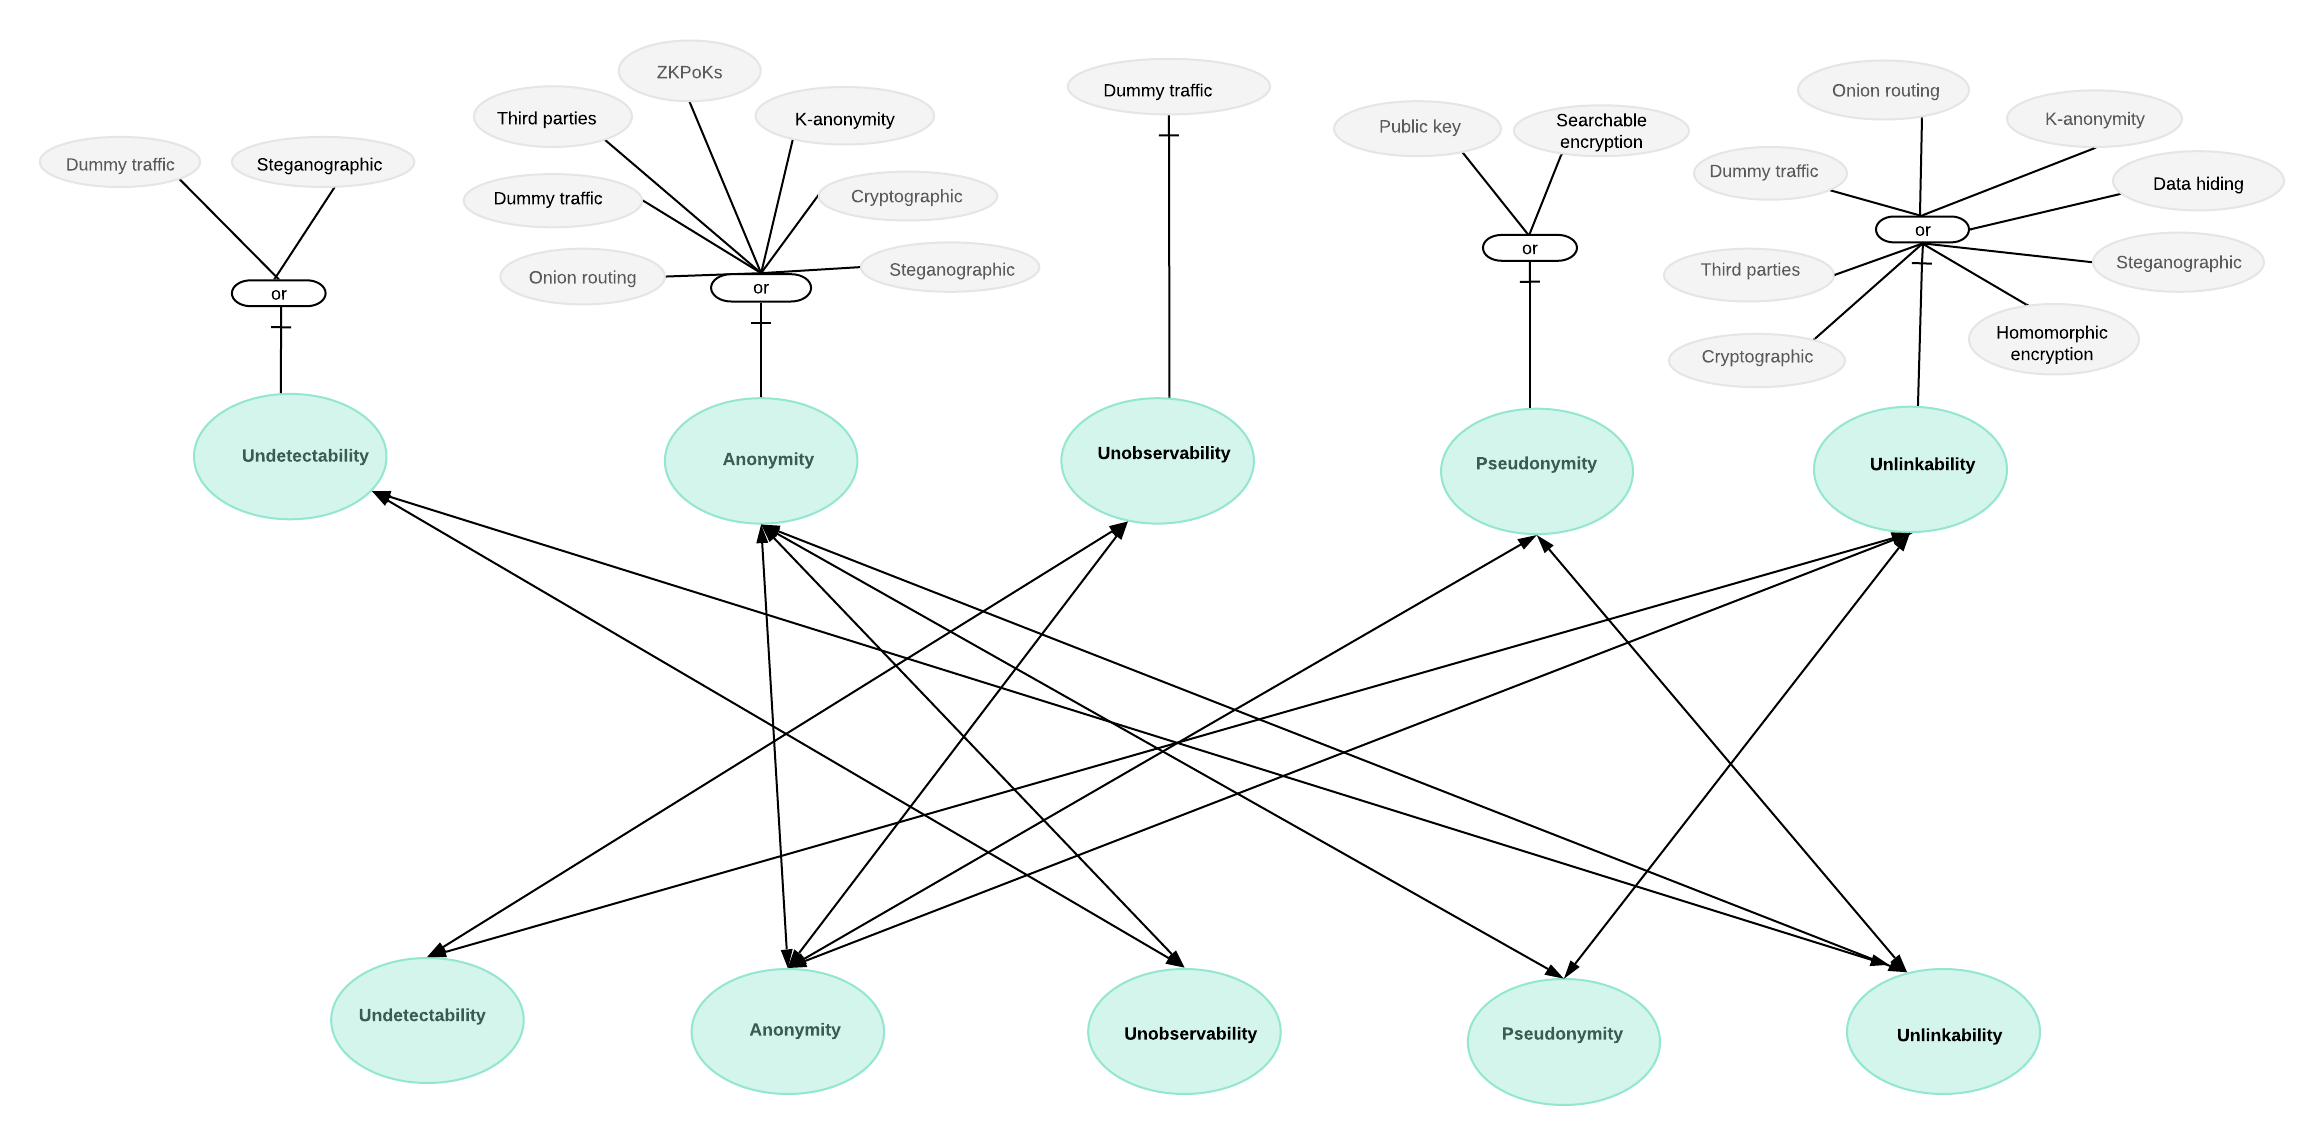 Dummy traffic
Steganographic
or
ZKPoKs
Third parties
K-anonymity
Dummy traffic
Cryptographic
Onion routing
Steganographic
or
Dummy traffic
Public key
Searchable
encryption
or
Onion routing
K-anonymity
Dummy traffic
Data hiding
or
Third parties
Steganographic
Cryptographic
Homomorphic
encryption
Undetectability
Anonymity
Unobservability
Pseudonymity
Unlinkability
Undetectability
Anonymity
Unobservability
Pseudonymity
Unlinkability